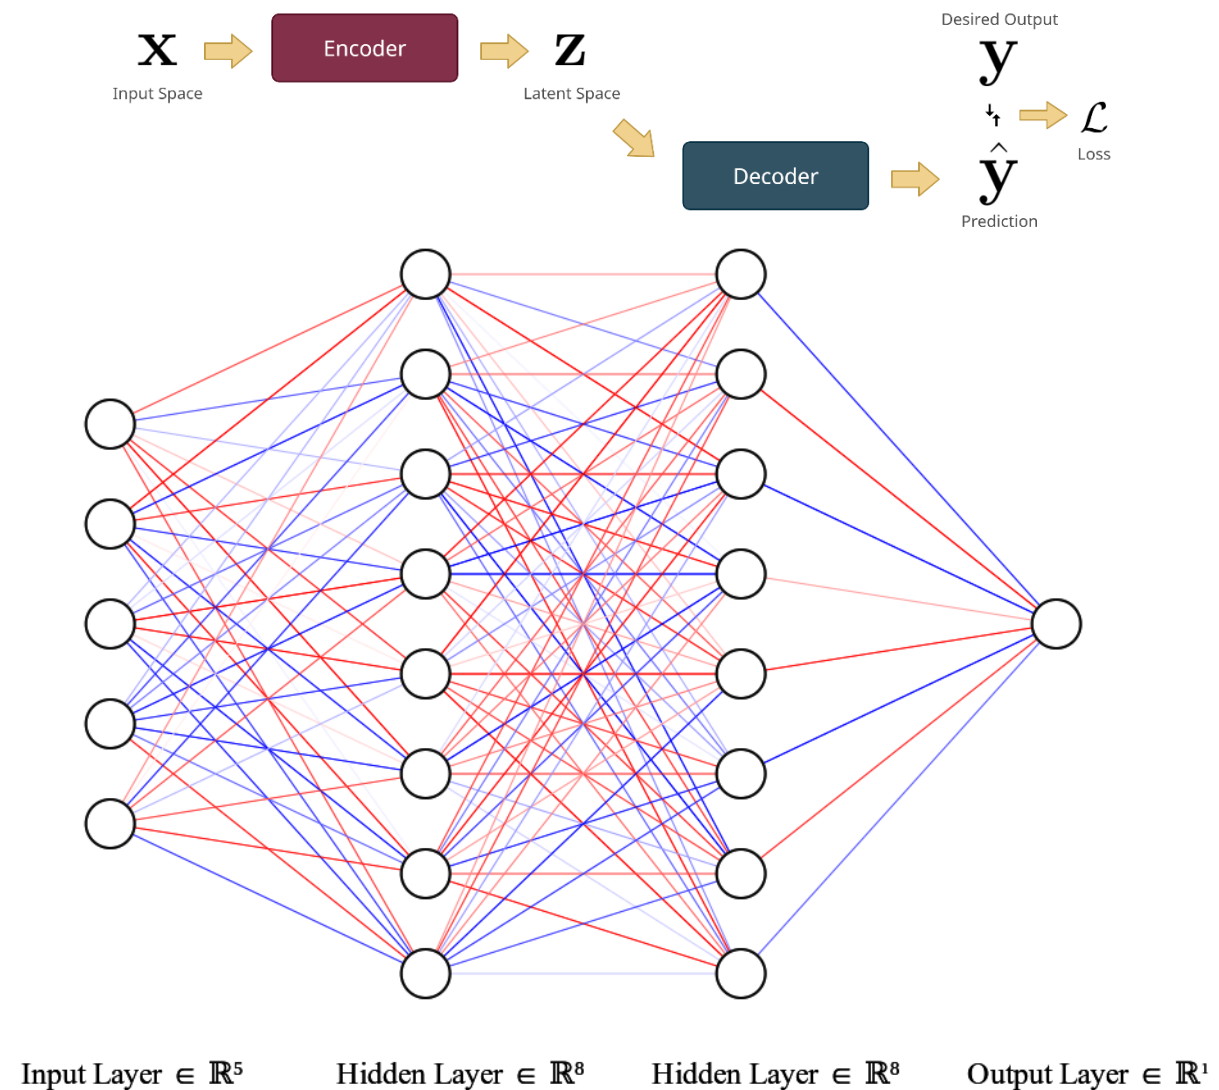 Desired Output
x
Encoder
z
y
Input Space
Latent Space
ℒ
Loss
Decoder
ŷ
Prediction
Input Layer ∈ ℝ⁵
Hidden Layer ∈ ℝ⁸
Hidden Layer ∈ ℝ⁸
Output Layer ∈ ℝ¹